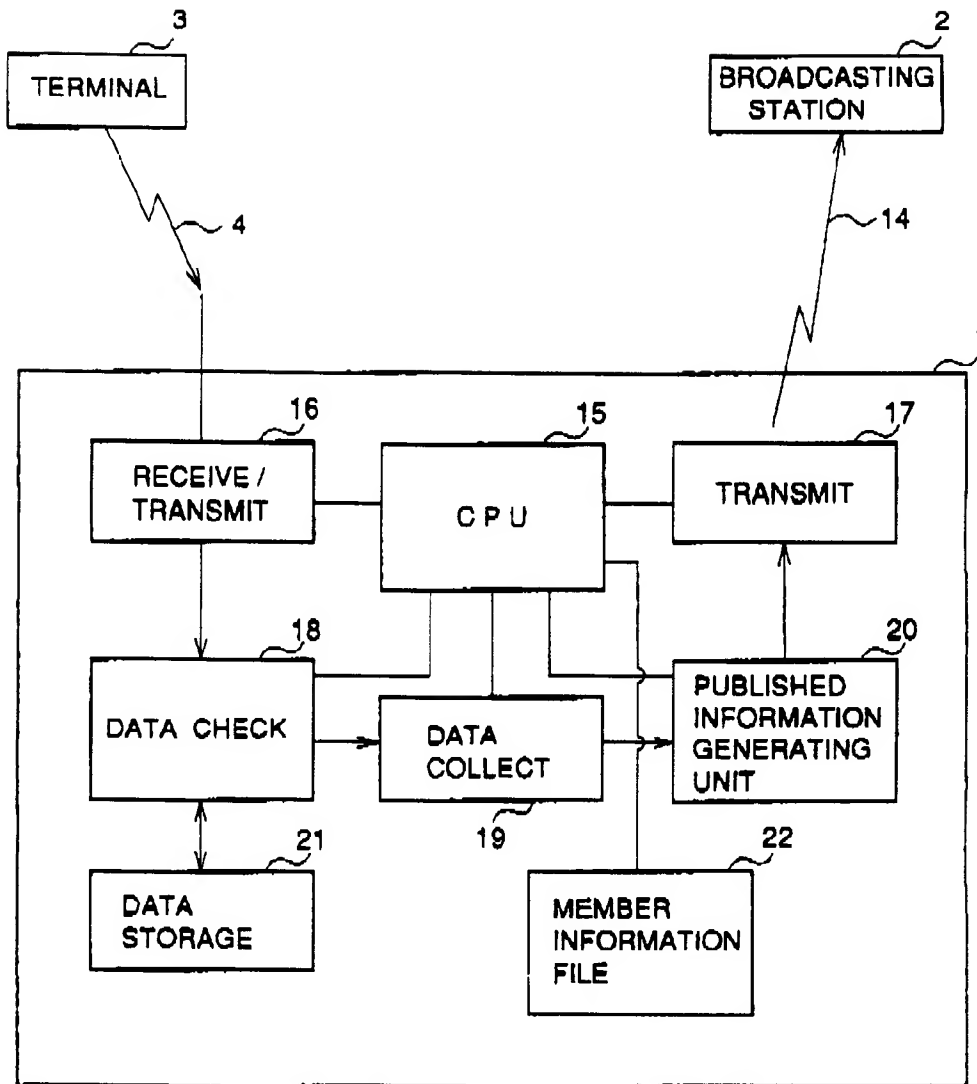 3
TERMINAL
2
BROADCASTING
STATION
4
14
16
RECEIVE /
TRANSMIT
15
CPU
17
TRANSMIT
18
DATA CHECK
DATA
COLLECT
19
20
PUBLISHED
INFORMATION
GENERATING
UNIT
21
DATA
STORAGE
22
MEMBER
INFORMATION
FILE